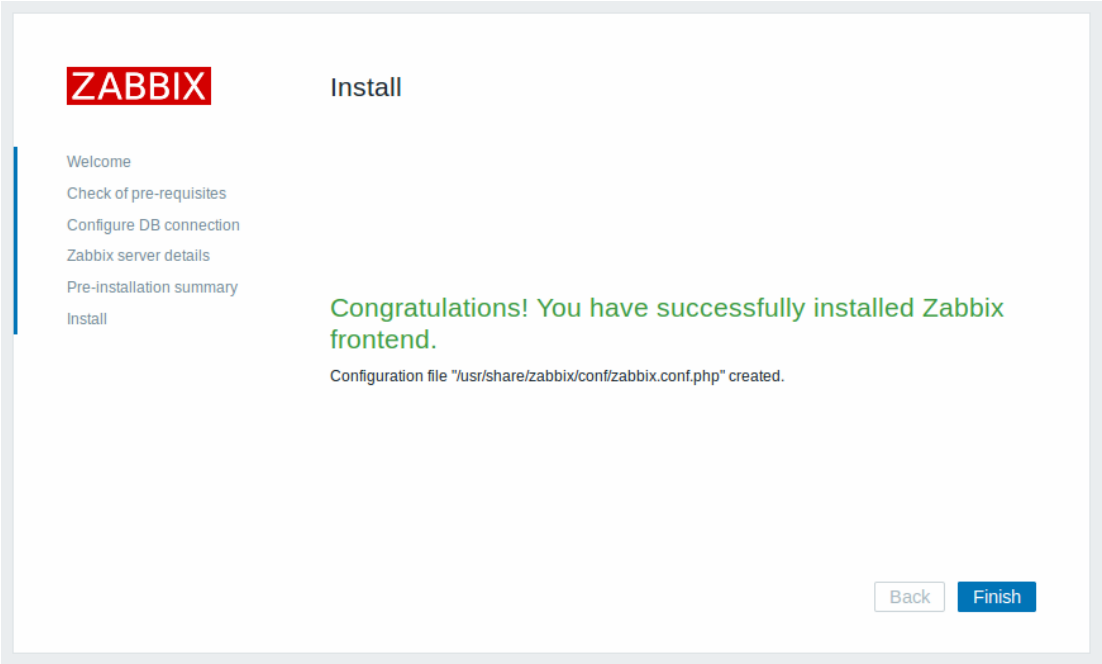 ZABBIX
Install
Welcome
Check of pre-requisites
Configure DB connection
Zabbix server details
Pre-installation summary
Install
Congratulations! You have successfully installed Zabbix
frontend.
Configuration file "/usr/share/zabbix/conf/zabbix.conf.php" created.
Back
Finish